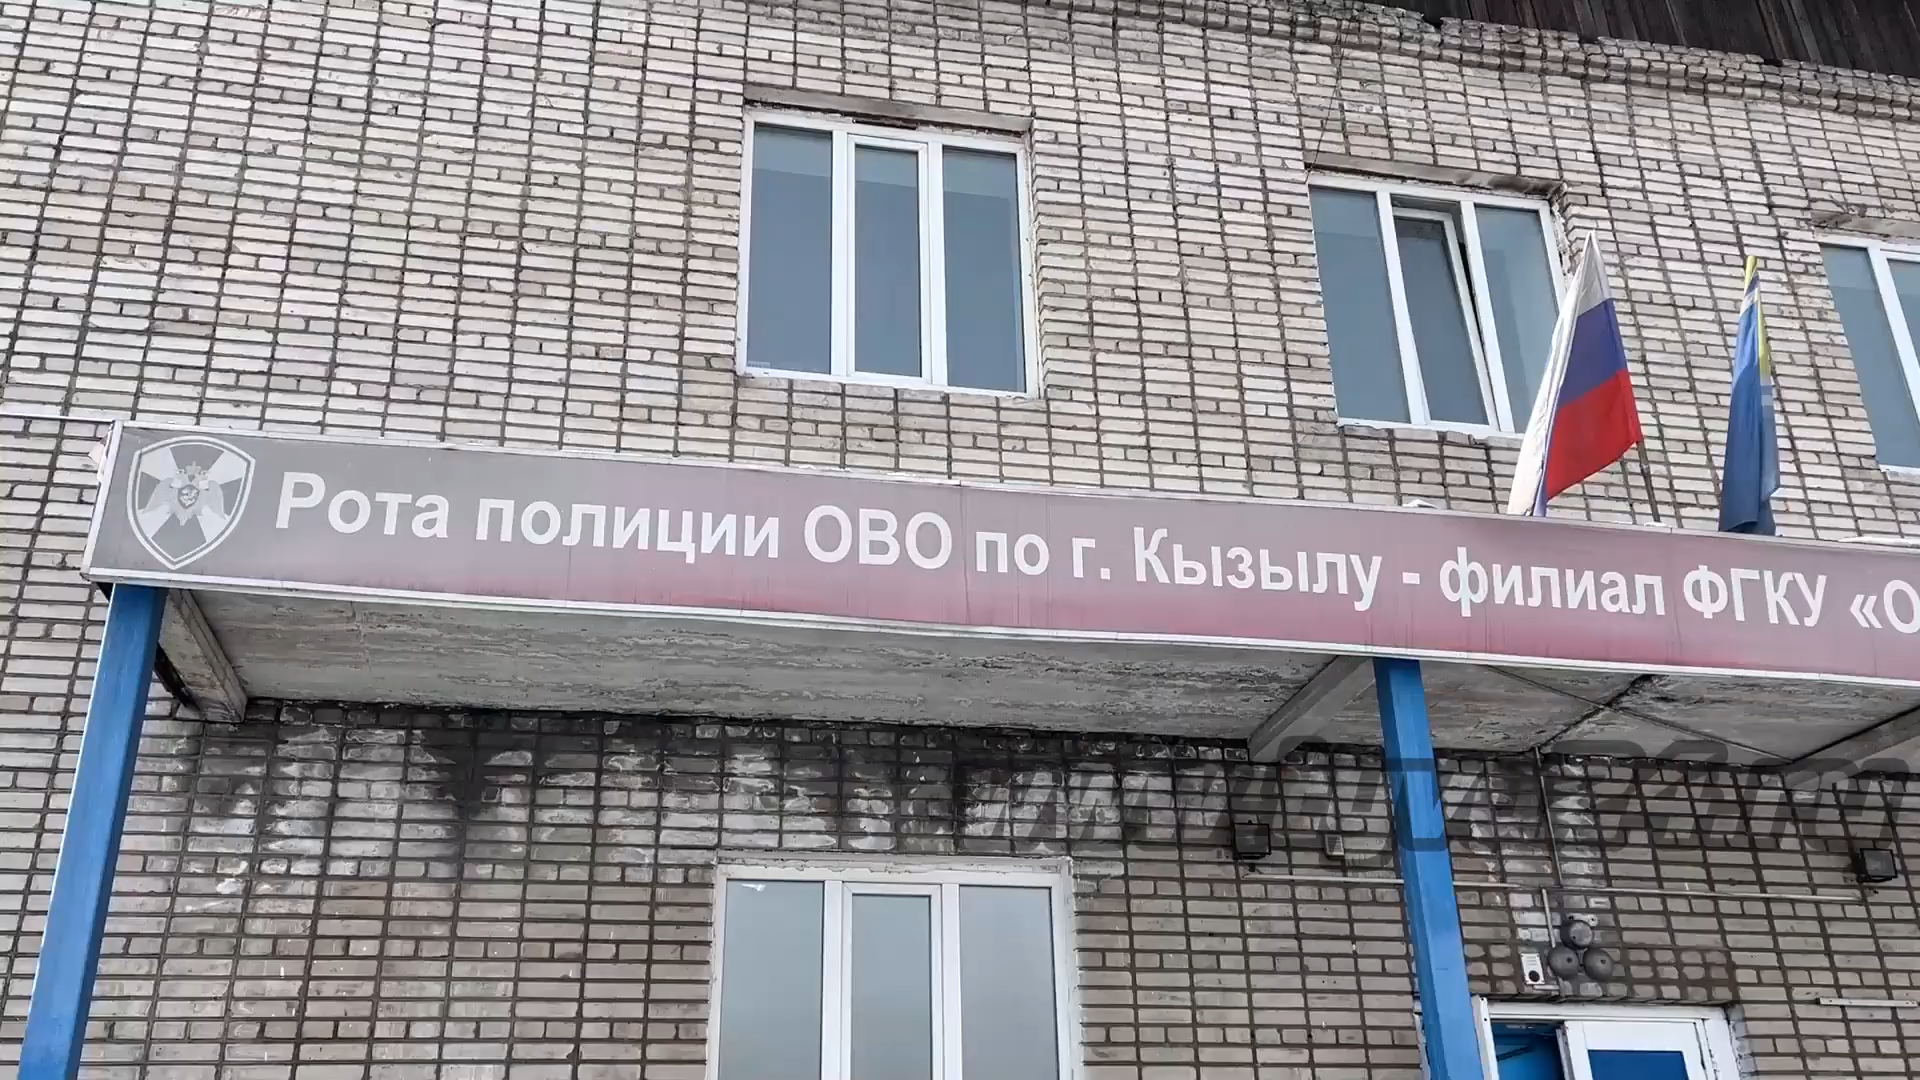 Рота полиции ОВО по г. Кызылу - филиал ФГКУ «О